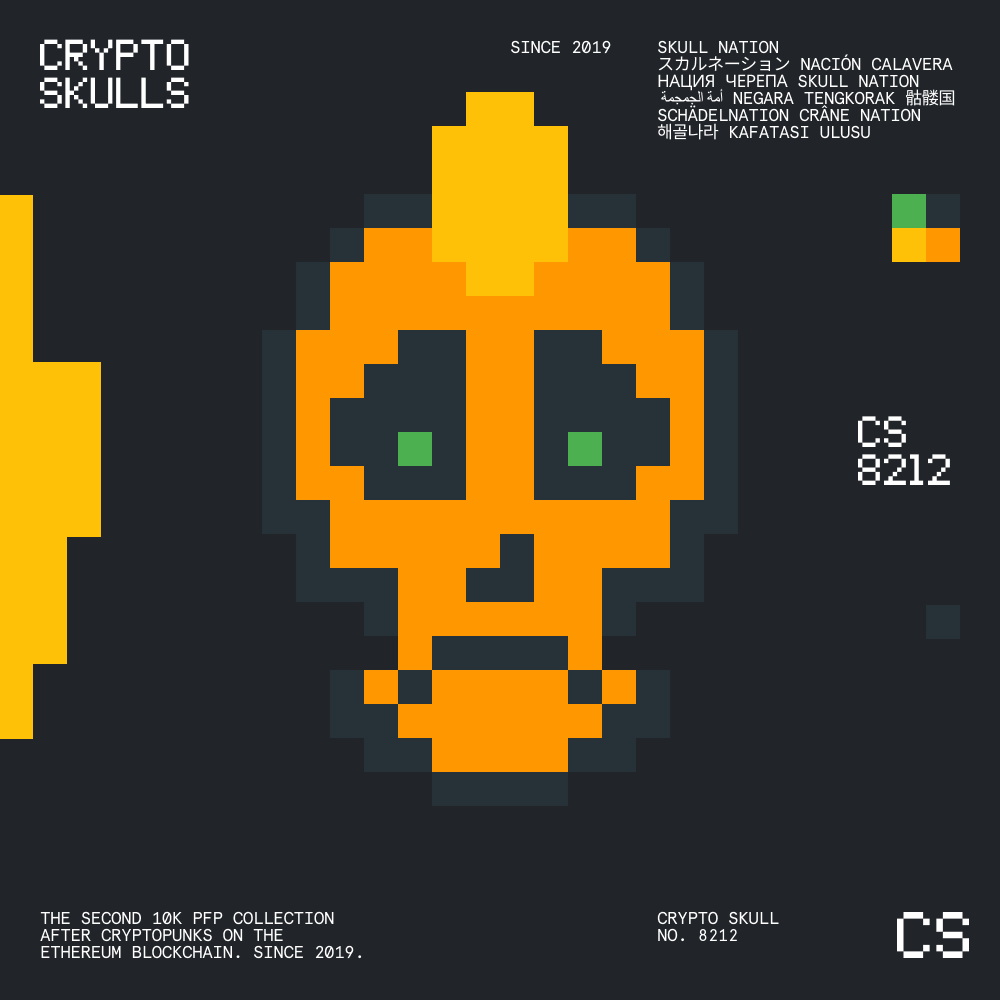 CRYPTO
SKULLS
SINCE 2019
SKULL NATION
スカルネーション NACIÓN CALAVERA
НАЦИЯ ЧЕРЕПА SKULL NATION
أمة الجمجمة NEGARA TENGKORAK 骷髅国
SCHÄDELNATION CRÂNE NATION
해골나라 KAFATASI ULUSU
CS
8212
THE SECOND 10K PFP COLLECTION
AFTER CRYPTOPUNKS ON THE
ETHEREUM BLOCKCHAIN. SINCE 2019.
CRYPTO SKULL
NO. 8212
CS